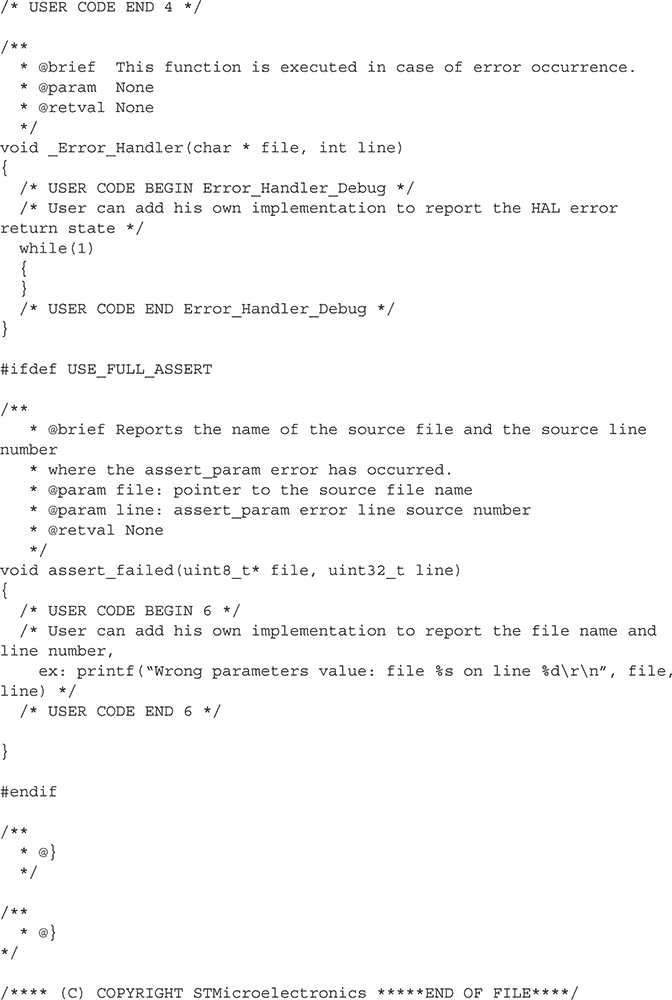 /* USER CODE END 4 */

/**
  * @brief  This function is executed in case of error occurrence.
  * @param  None
  * @retval None
  */
void _Error_Handler(char * file, int line)
{
  /* USER CODE BEGIN Error_Handler_Debug */
  /* User can add his own implementation to report the HAL error
return state */
  while(1)
  {
  }
  /* USER CODE END Error_Handler_Debug */
}

#ifdef USE_FULL_ASSERT

/**
   * @brief Reports the name of the source file and the source line
number
   * where the assert_param error has occurred.
   * @param file: pointer to the source file name
   * @param line: assert_param error line source number
   * @retval None
   */
void assert_failed(uint8_t* file, uint32_t line)
{
  /* USER CODE BEGIN 6 */
  /* User can add his own implementation to report the file name and
line number,
    ex: printf(“Wrong parameters value: file %s on line %d\r\n”, file,
line) */
  /* USER CODE END 6 */

}

#endif

/**
  * @}
  */

/**
  * @}
*/

/**** (C) COPYRIGHT STMicroelectronics *****END OF FILE****/